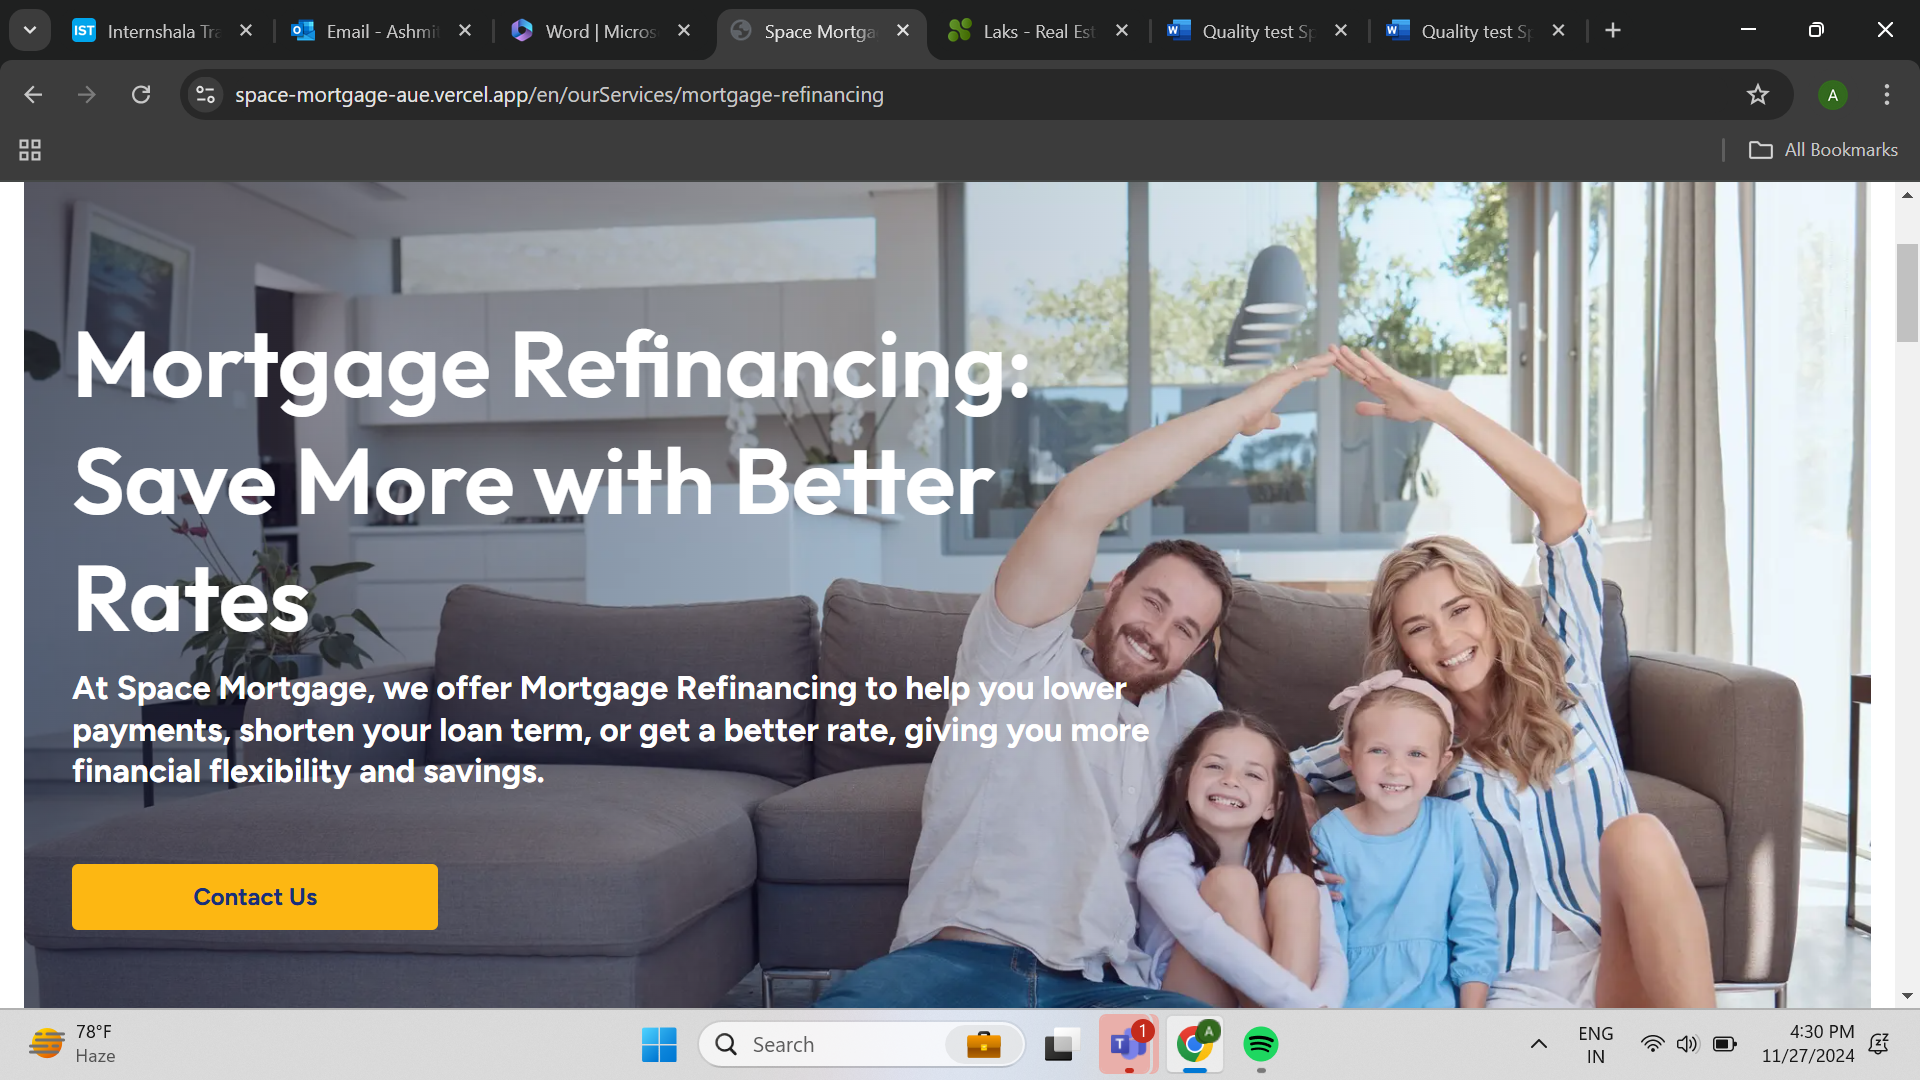 IST Internshala Tra
Email - Ashmit
Word | Micros
Space Mortga
Laks - Real Est
Quality test Sp
Quality test Sp
space-mortgage-aue.vercel.app/en/ourServices/mortgage-refinancing
A
All Bookmarks
Mortgage Refinancing:
Save More with Better
Rates
At Space Mortgage, we offer Mortgage Refinancing to help you lower
payments, shorten your loan term, or get a better rate, giving you more
financial flexibility and savings.
Contact Us
78°F
Haze
Search
1
A
ENG
IN
4:30 PM
11/27/2024